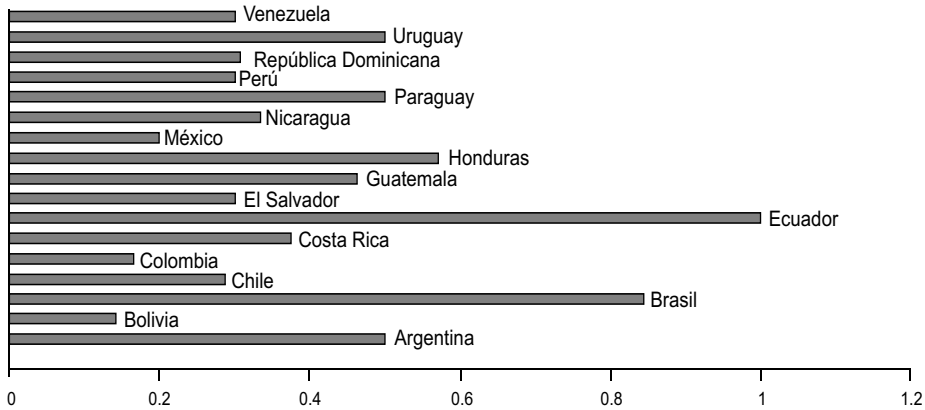 Venezuela
Uruguay
República Dominicana
Perú
Paraguay
Nicaragua
México
Honduras
Guatemala
El Salvador
Ecuador
Costa Rica
Colombia
Chile
Brasil
Bolivia
Argentina
0 0.2 0.4 0.6 0.8 1 1.2